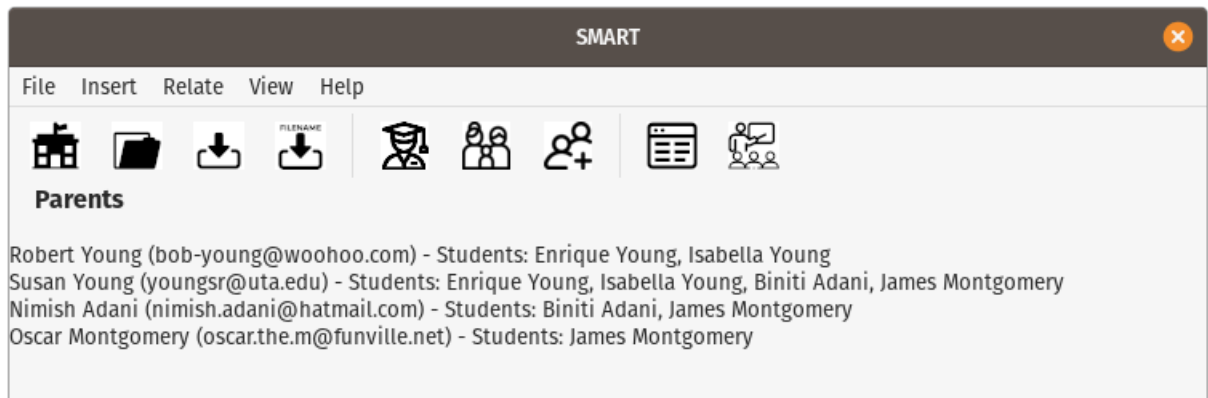 SMART
File Insert Relate View Help
FILENAME
Parents
Robert Young (bob-young@woohoo.com) - Students: Enrique Young, Isabella Young
Susan Young (youngsr@uta.edu) - Students: Enrique Young, Isabella Young, Biniti Adani, James Montgomery
Nimish Adani (nimish.adani@hatmail.com) - Students: Biniti Adani, James Montgomery
Oscar Montgomery (oscar.the.m@funville.net) - Students: James Montgomery